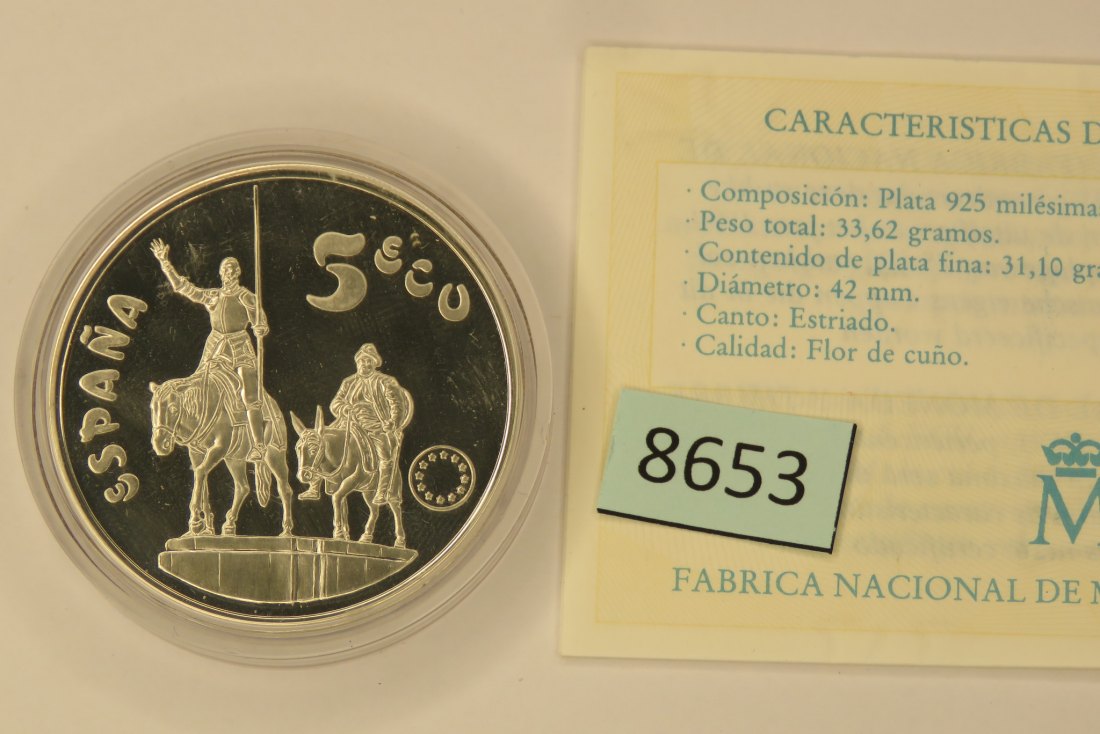 ESPAÑA
5 ECU
CARACTERISTICAS D
· Composición: Plata 925 milésima
· Peso total: 33,62 gramos.
· Contenido de plata fina: 31,10 gra
· Diámetro: 42 mm.
· Canto: Estriado.
· Calidad: Flor de cuño.
8653
M
FABRICA NACIONAL DE M